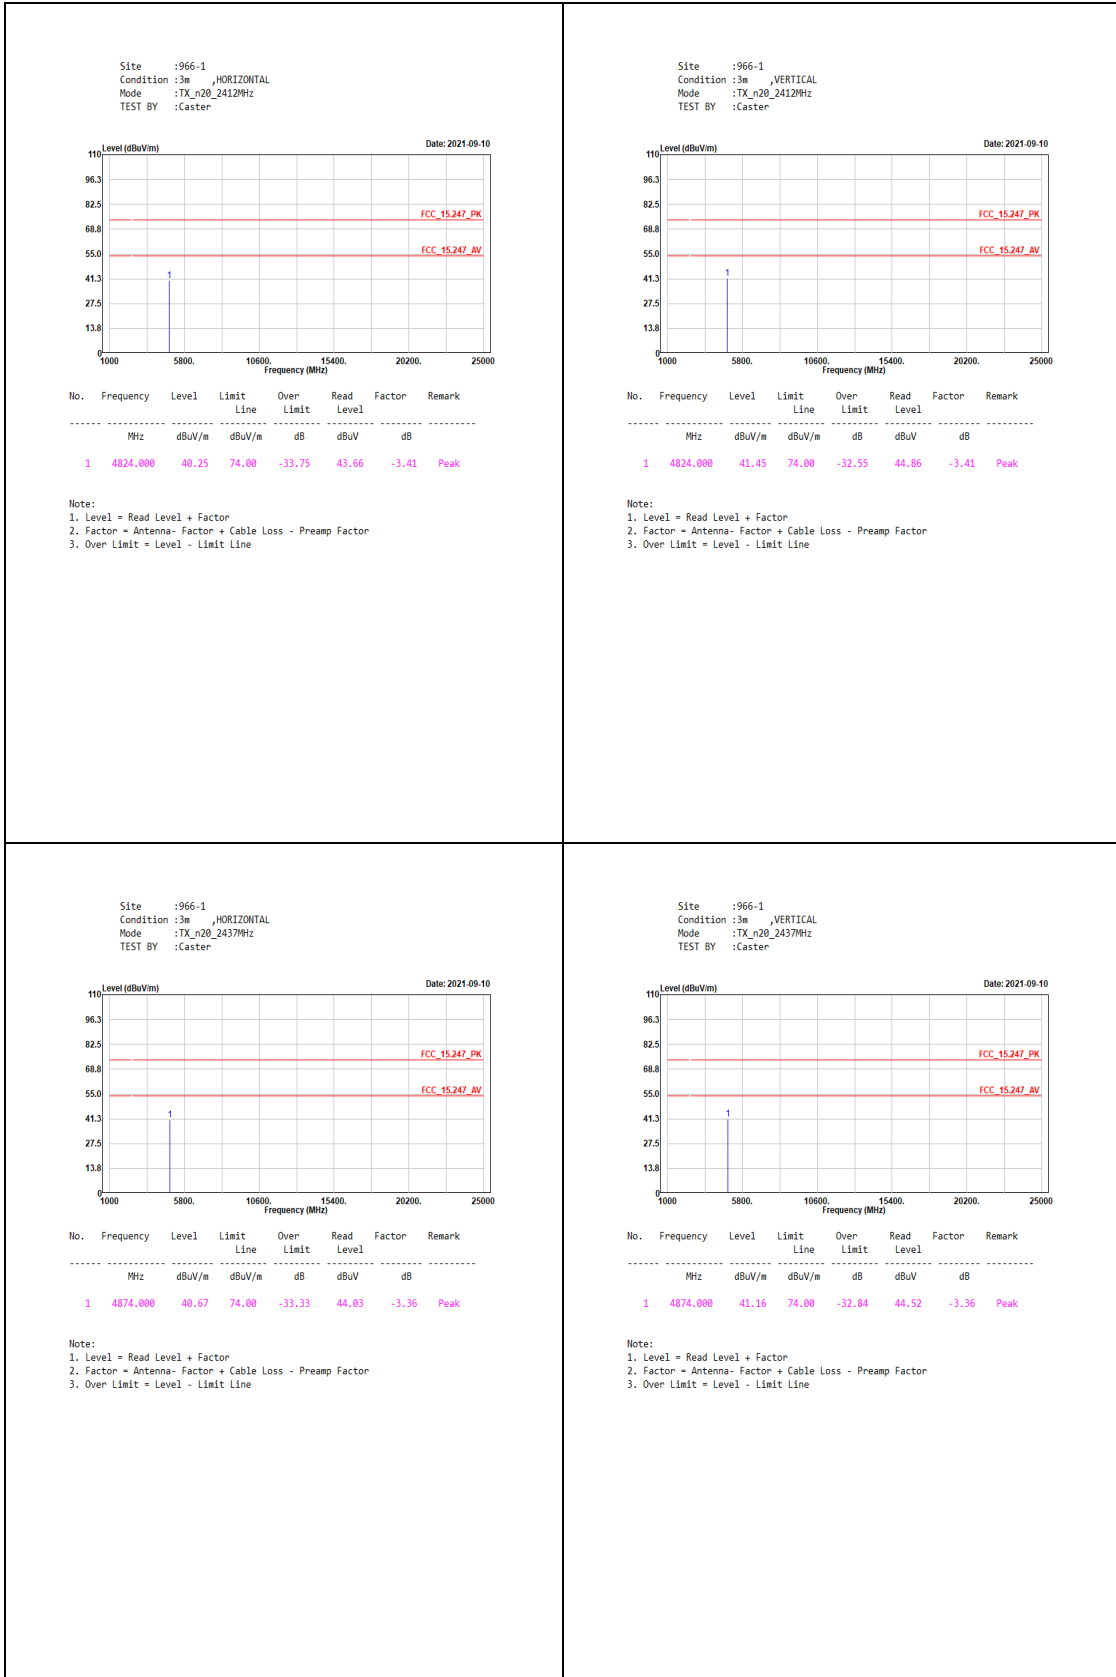 Site :966-1
Condition :3m ,HORIZONTAL
Mode :TX_n20_2412MHz
TEST BY :Caster
Level (dBuV/m) Date: 2021-09-10
110
96.3
82.5
FCC_15.247_PK
68.8
FCC_15.247_AV
55.0
41.3
1
27.5
13.8
0
1000 5800. 10600. 15400. 20200. 25000
Frequency (MHz)
No. Frequency Level Limit Over Read Factor Remark
Line Limit Level
------ ----------- ------- -------- --------- -------- -------- ---------
MHz dBuV/m dBuV/m dB dBuV dB
1 4824.000 40.25 74.00 -33.75 43.66 -3.41 Peak
Note:
1. Level = Read Level + Factor
2. Factor = Antenna- Factor + Cable Loss - Preamp Factor
3. Over Limit = Level - Limit Line
Site :966-1
Condition :3m ,VERTICAL
Mode :TX_n20_2412MHz
TEST BY :Caster
Level (dBuV/m) Date: 2021-09-10
110
96.3
82.5
FCC_15.247_PK
68.8
FCC_15.247_AV
55.0
41.3
1
27.5
13.8
0
1000 5800. 10600. 15400. 20200. 25000
Frequency (MHz)
No. Frequency Level Limit Over Read Factor Remark
Line Limit Level
------ ----------- ------- -------- --------- -------- -------- ---------
MHz dBuV/m dBuV/m dB dBuV dB
1 4824.000 41.45 74.00 -32.55 44.86 -3.41 Peak
Note:
1. Level = Read Level + Factor
2. Factor = Antenna- Factor + Cable Loss - Preamp Factor
3. Over Limit = Level - Limit Line
Site :966-1
Condition :3m ,HORIZONTAL
Mode :TX_n20_2437MHz
TEST BY :Caster
Level (dBuV/m) Date: 2021-09-10
110
96.3
82.5
FCC_15.247_PK
68.8
FCC_15.247_AV
55.0
41.3
1
27.5
13.8
0
1000 5800. 10600. 15400. 20200. 25000
Frequency (MHz)
No. Frequency Level Limit Over Read Factor Remark
Line Limit Level
------ ----------- ------- -------- --------- -------- -------- ---------
MHz dBuV/m dBuV/m dB dBuV dB
1 4874.000 40.67 74.00 -33.33 44.03 -3.36 Peak
Note:
1. Level = Read Level + Factor
2. Factor = Antenna- Factor + Cable Loss - Preamp Factor
3. Over Limit = Level - Limit Line
Site :966-1
Condition :3m ,VERTICAL
Mode :TX_n20_2437MHz
TEST BY :Caster
Level (dBuV/m) Date: 2021-09-10
110
96.3
82.5
FCC_15.247_PK
68.8
FCC_15.247_AV
55.0
41.3
1
27.5
13.8
0
1000 5800. 10600. 15400. 20200. 25000
Frequency (MHz)
No. Frequency Level Limit Over Read Factor Remark
Line Limit Level
------ ----------- ------- -------- --------- -------- -------- ---------
MHz dBuV/m dBuV/m dB dBuV dB
1 4874.000 41.16 74.00 -32.84 44.52 -3.36 Peak
Note:
1. Level = Read Level + Factor
2. Factor = Antenna- Factor + Cable Loss - Preamp Factor
3. Over Limit = Level - Limit Line